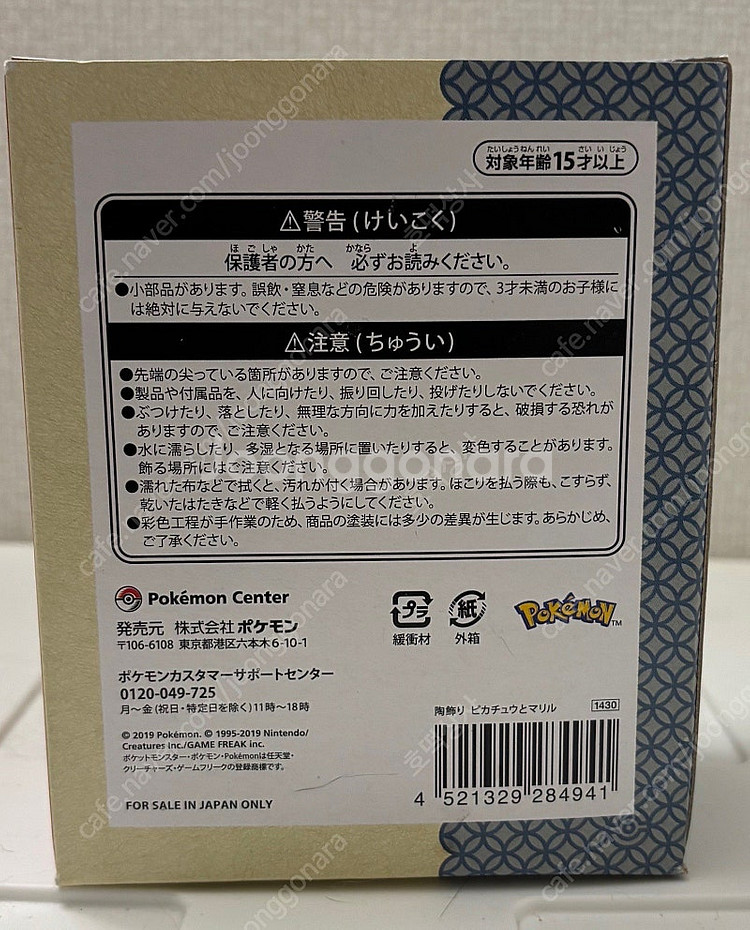 たいしょうねんれい さいいじょう
対象年齢15才以上
⚠警告(けいこく)
ほごしゃ かた かなら よ
保護者の方へ 必ずお読みください。
●小部品があります。誤飲・窒息などの危険がありますので、3才未満のお子様に
は絶対に与えないでください。
⚠注意(ちゅうい)
●先端の尖っている箇所がありますので、ご注意ください。
●製品や付属品を、人に向けたり、振り回したり、投げたりしないでください。
●ぶつけたり、落としたり、無理な方向に力を加えたりすると、破損する恐れが
ありますので、ご注意ください。
●水に濡らしたり、多湿となる場所に置いたりすると、変色することがあります。
飾る場所にはご注意ください。
●濡れた布などで拭くと、汚れが付く場合があります。ほこりを払う際も、こすらず、
乾いたはたきなどで軽く払うようにしてください。
●彩色工程が手作業のため、商品の塗装には多少の差異が生じます。あらかじめ、
ご了承ください。
Pokémon Center
発売元 株式会社ポケモン
〒106-6108 東京都港区六本木6-10-1
プラ
緩衝材
紙
外箱
POKéMON TM
ポケモンカスタマーサポートセンター
0120-049-725
月～金(祝日・特定日を除く)11時～18時
©2019 Pokémon. ©1995-2019 Nintendo/
Creatures inc./GAME FREAK inc.
ポケットモンスター・ポケモン・Pokémonは任天堂・
クリーチャーズ・ゲームフリークの登録商標です。
FOR SALE IN JAPAN ONLY
陶飾り ピカチュウとマリル 1430
4 521329 284941
cafe.naver.com/joonggonara
joonggonara